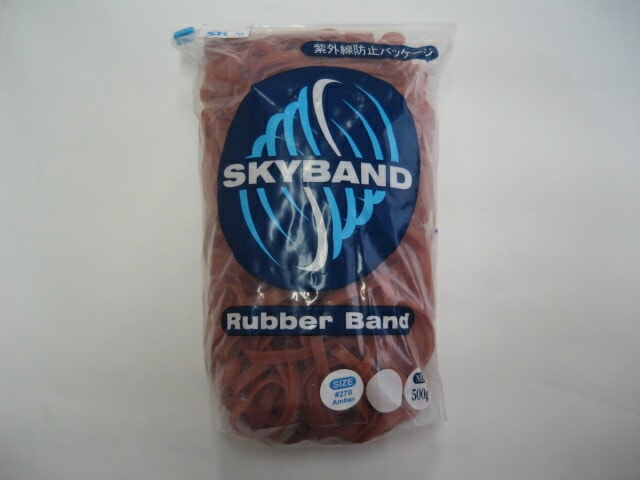 紫外線防止パッケージ
SKYBAND
Rubber Band
SIZE
#270
Amber
500g